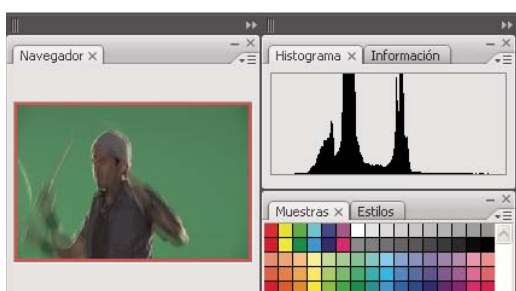 Navegador
Histograma
Información
Muestras
Estilos